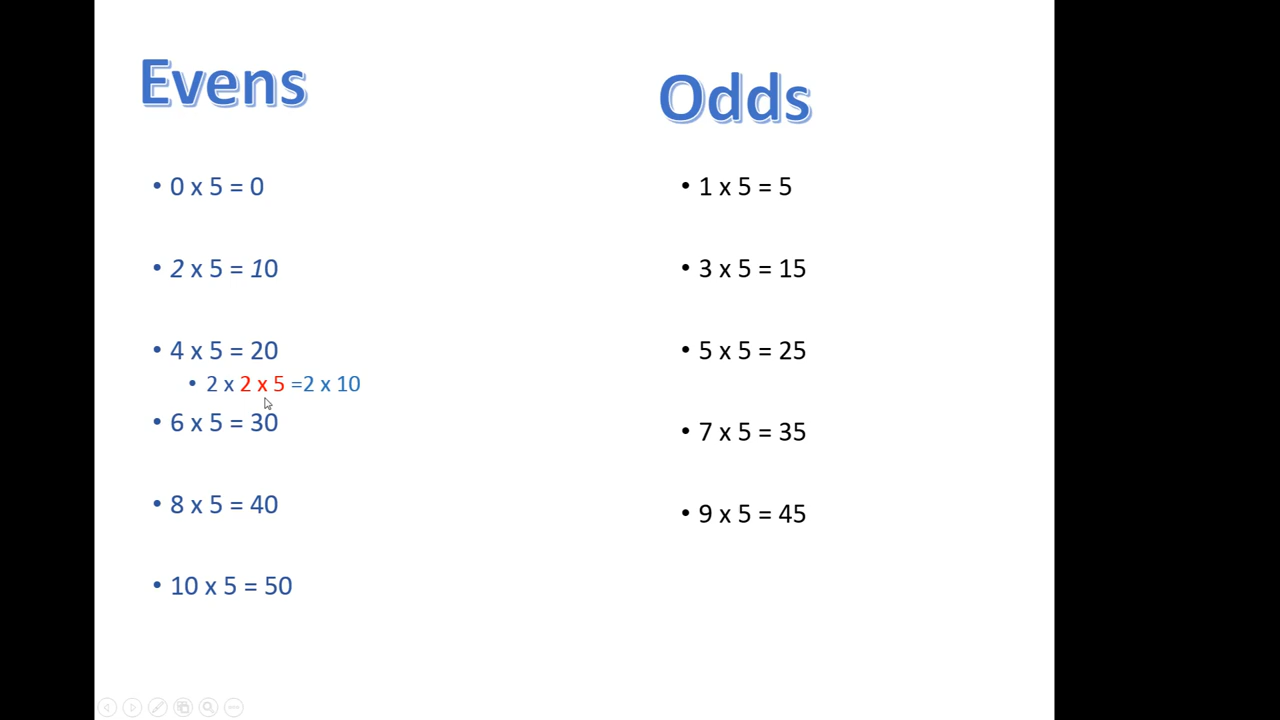 Evens
• 0 x 5 = 0
• 2 x 5 = 10
• 4 x 5 = 20
• 2 x 2 x 5 =2 x 10
• 6 x 5 = 30
• 8 x 5 = 40
• 10 x 5 = 50
Odds
• 1 x 5 = 5
• 3 x 5 = 15
• 5 x 5 = 25
• 7 x 5 = 35
• 9 x 5 = 45